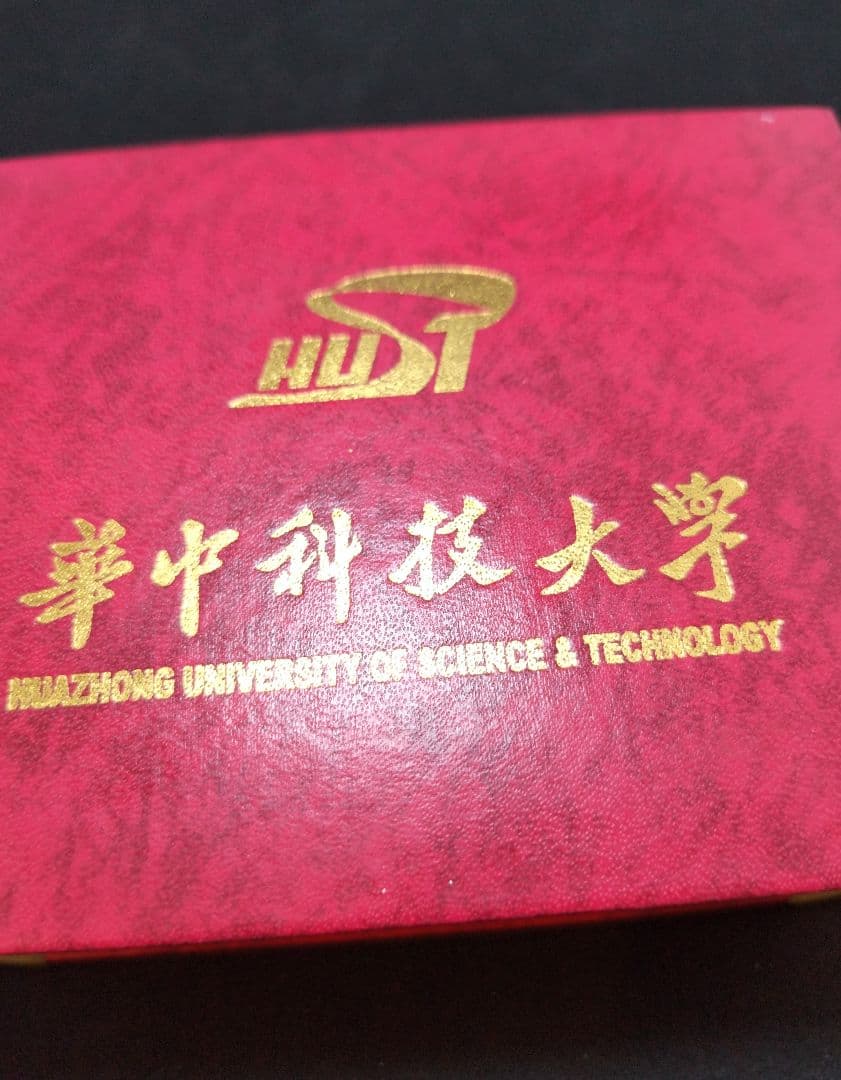 HUST
華中科技大學
HUAZHONG UNIVERSITY OF SCIENCE & TECHNOLOGY